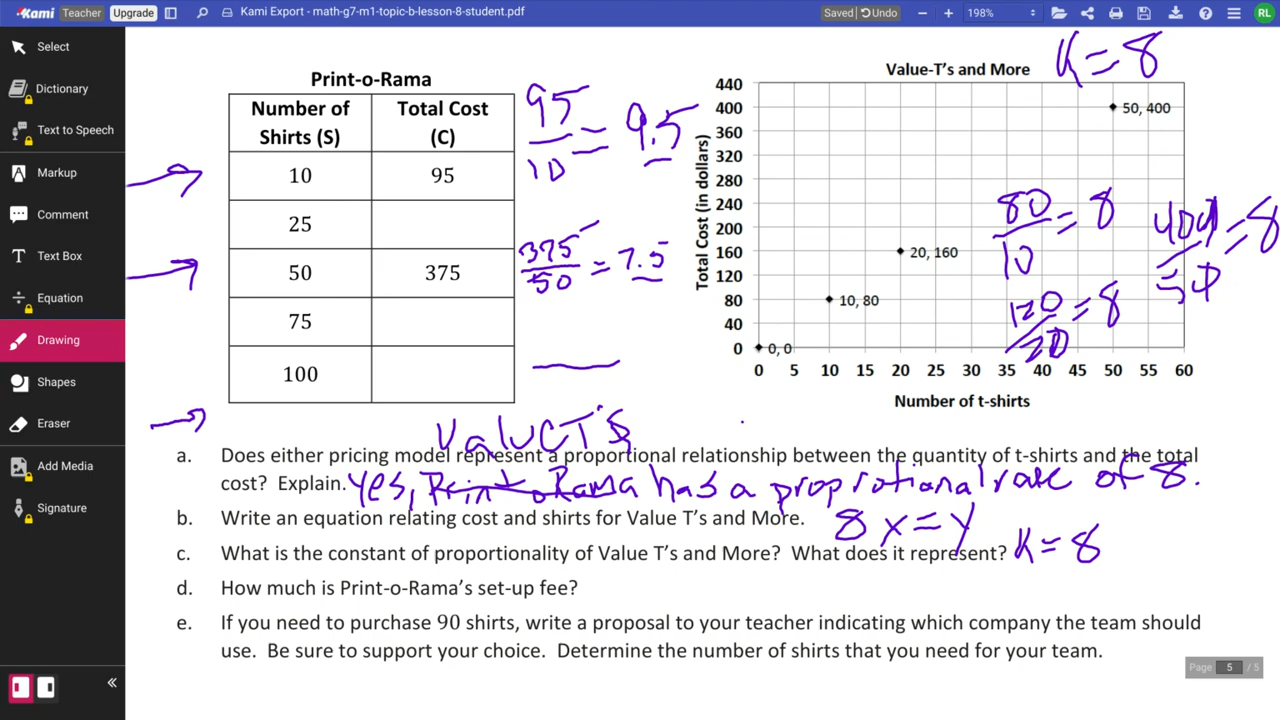 Kami Teacher Upgrade Kami Export - math-g7-m1-topic-b-lesson-8-student.pdf Saved Undo 198% RL
Select
Dictionary
Text to Speech
Markup
Comment
Text Box
Equation
Drawing
Shapes
Eraser
Add Media
Signature
Print-o-Rama
Number of Shirts (S) Total Cost (C)
10 95
25
50 375
75
100
95/10 = 9.5
375/50 = 7.5
K = 8
Value-T's and More
Total Cost (in dollars)
440
400
360
320
280
240
200
160
120
80
40
0
50, 400
20, 160
10, 80
0, 0
80/10 = 8
400/50 = 8
120/20 = 8
0 5 10 15 20 25 30 35 40 45 50 55 60
Number of t-shirts
Value T's
a. Does either pricing model represent a proportional relationship between the quantity of t-shirts and the total
cost? Explain. Yes, Print o Rama has a proprotional rate of 8.
b. Write an equation relating cost and shirts for Value T's and More. 8x = y
c. What is the constant of proportionality of Value T's and More? What does it represent? K = 8
d. How much is Print-o-Rama's set-up fee?
e. If you need to purchase 90 shirts, write a proposal to your teacher indicating which company the team should
use. Be sure to support your choice. Determine the number of shirts that you need for your team.
Page 5 / 5